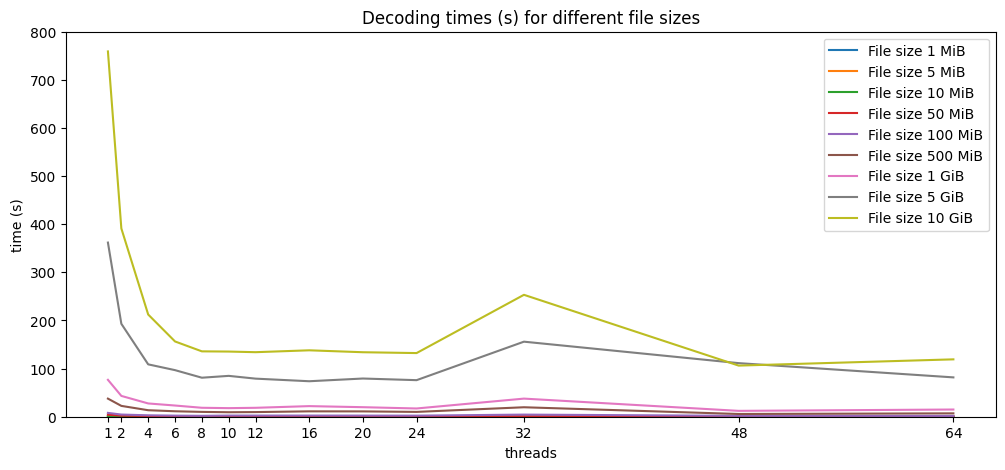 Decoding times (s) for different file sizes
800
700
600
500
400
300
200
100
0
time (s)
File size 1 MiB
File size 5 MiB
File size 10 MiB
File size 50 MiB
File size 100 MiB
File size 500 MiB
File size 1 GiB
File size 5 GiB
File size 10 GiB
1 2 4 6 8 10 12 16 20 24 32 48 64
threads